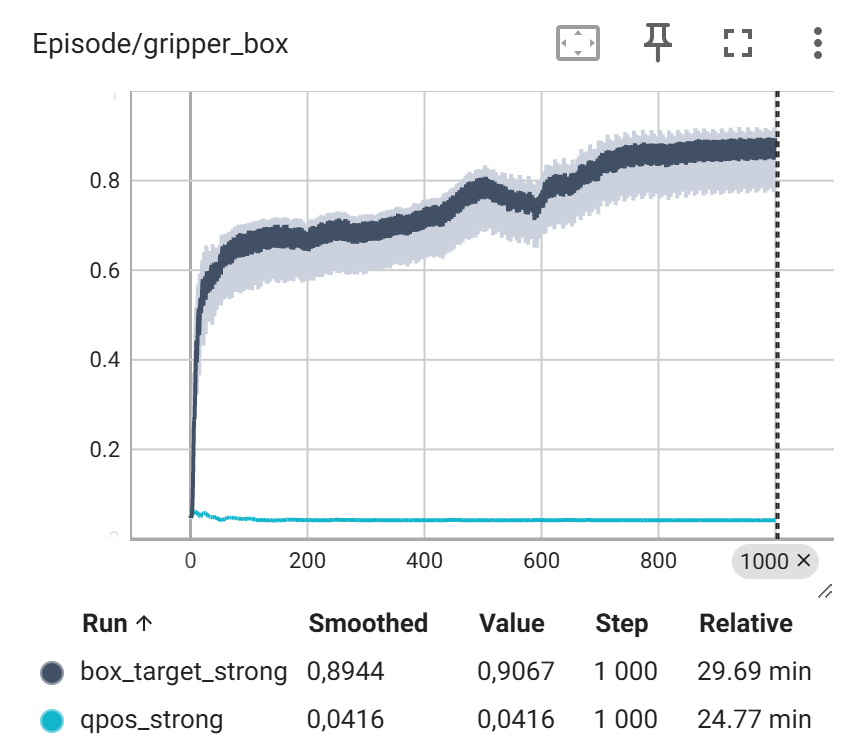 Episode/gripper_box
0.8
0.6
0.4
0.2
0
0 200 400 600 800 1000 ×
Run ↑ Smoothed Value Step Relative
box_target_strong 0,8944 0,9067 1 000 29.69 min
qpos_strong 0,0416 0,0416 1 000 24.77 min